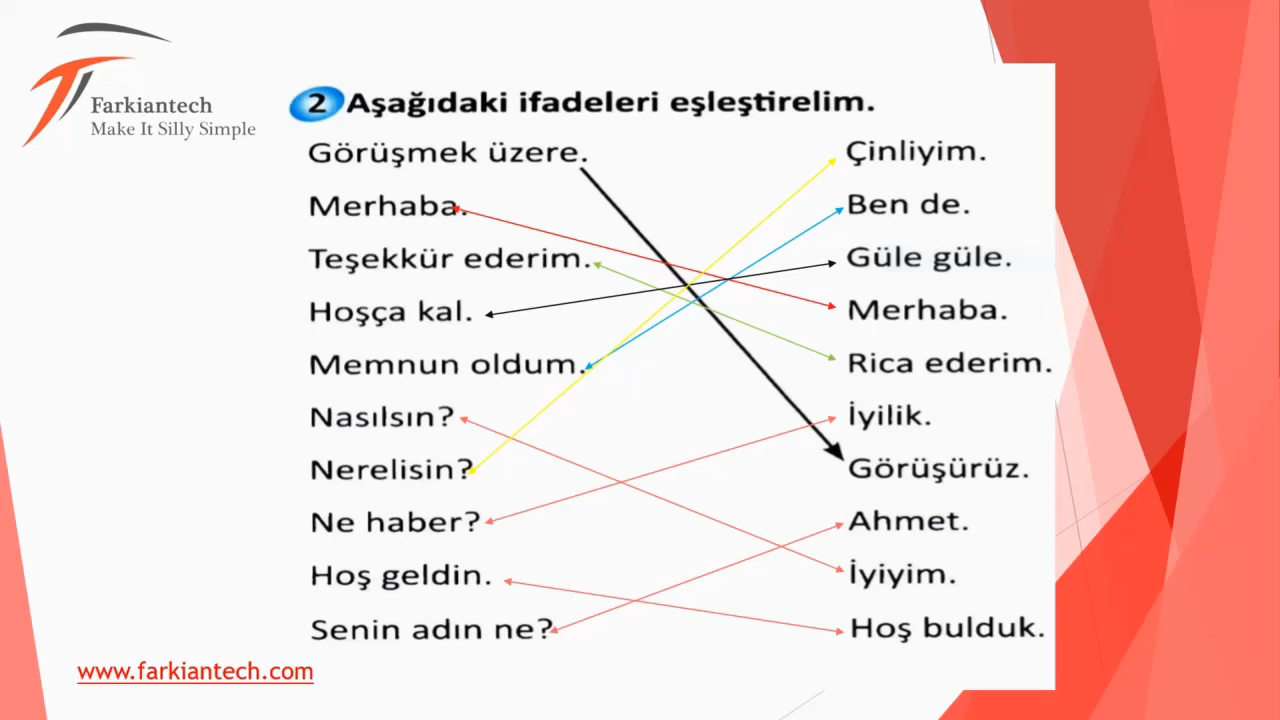 Farkiantech
Make It Silly Simple
2 Aşağıdaki ifadeleri eşleştirelim.
Görüşmek üzere. Çinliyim.
Merhaba. Ben de.
Teşekkür ederim. Güle güle.
Hoşça kal. Merhaba.
Memnun oldum. Rica ederim.
Nasılsın? İyilik.
Nerelisin? Görüşürüz.
Ne haber? Ahmet.
Hoş geldin. İyiyim.
Senin adın ne? Hoş bulduk.
www.farkiantech.com